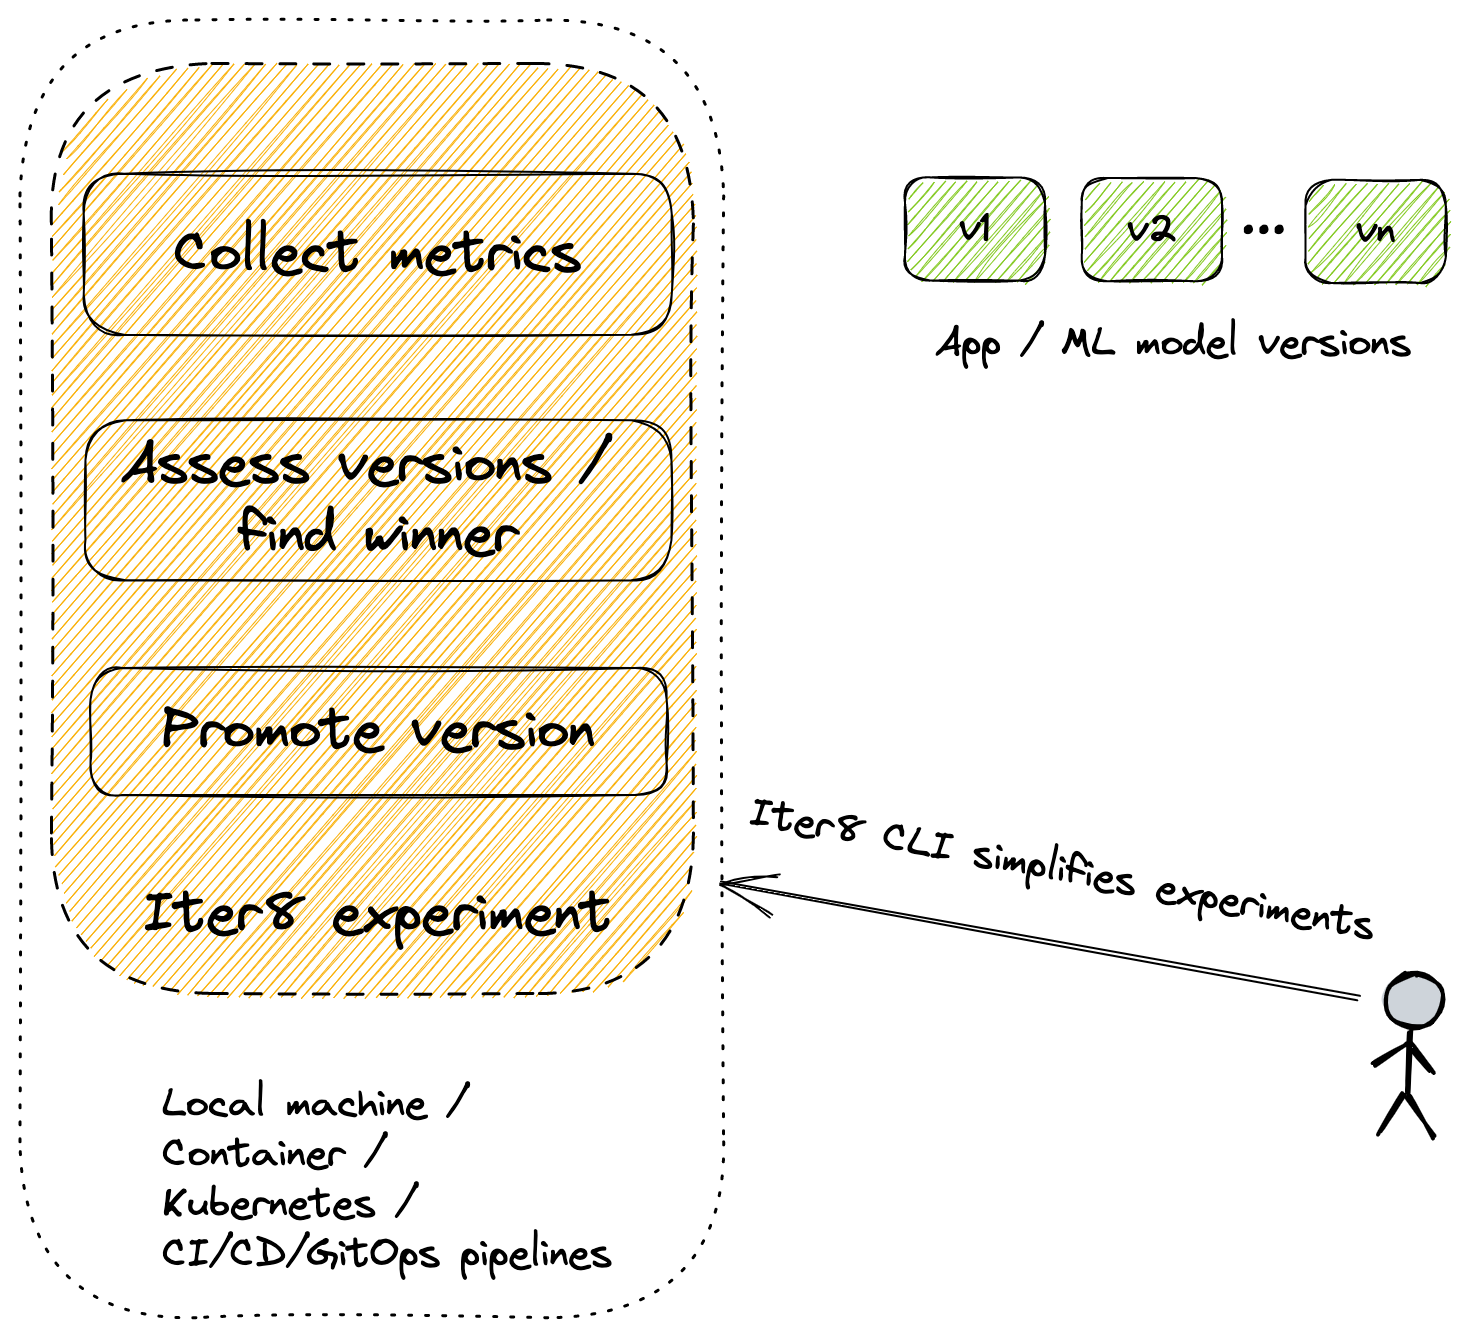 Collect metrics
Assess versions /
find winner
Promote version
Iter8 experiment
Local machine /
Container /
Kubernetes /
CI/CD/GitOps pipelines
v1
v2
...
vn
App / ML model versions
Iter8 CLI simplifies experiments